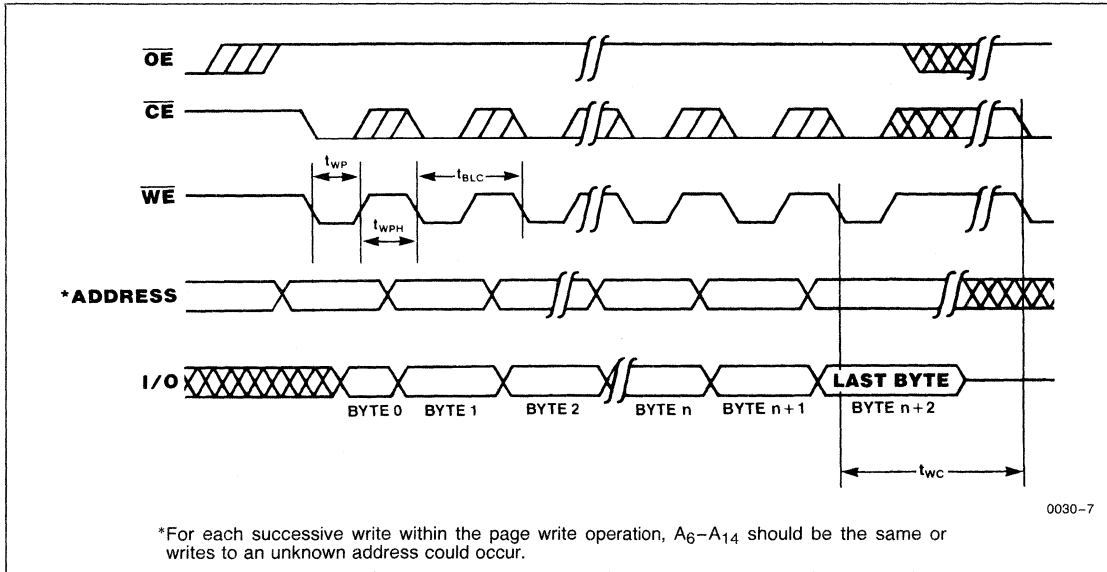 OE
CE
tWP
tBLC
WE
tWPH
*ADDRESS
I/O
LAST BYTE
BYTE 0 BYTE 1 BYTE 2 BYTE n BYTE n+1 BYTE n+2
tWC
0030–7
*For each successive write within the page write operation, A6–A14 should be the same or
writes to an unknown address could occur.